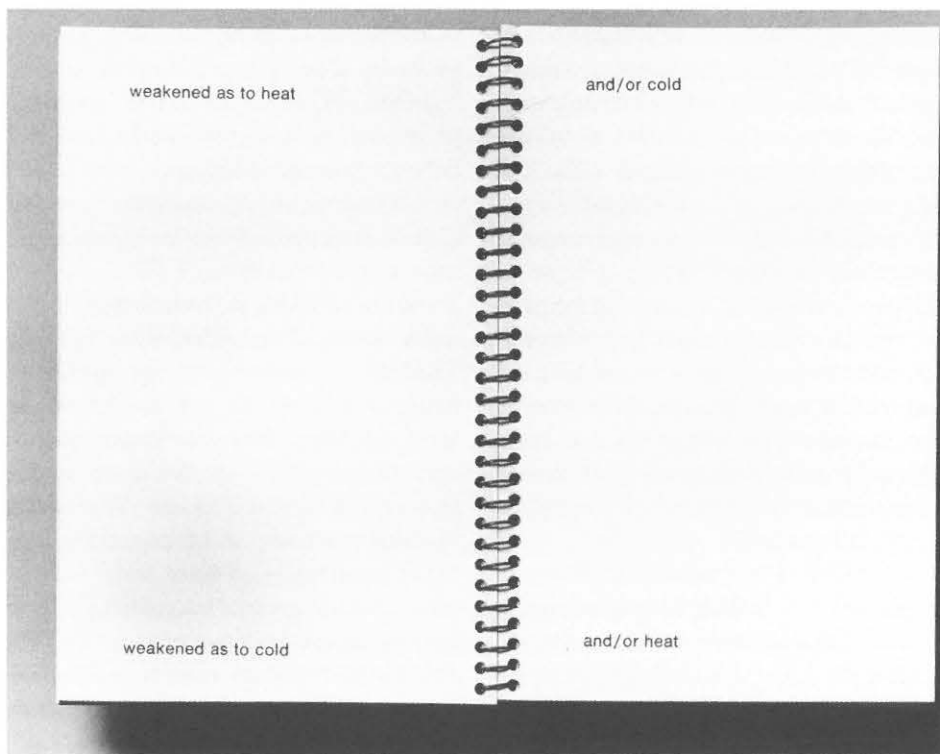 weakened as to heat
and/or cold
weakened as to cold
and/or heat